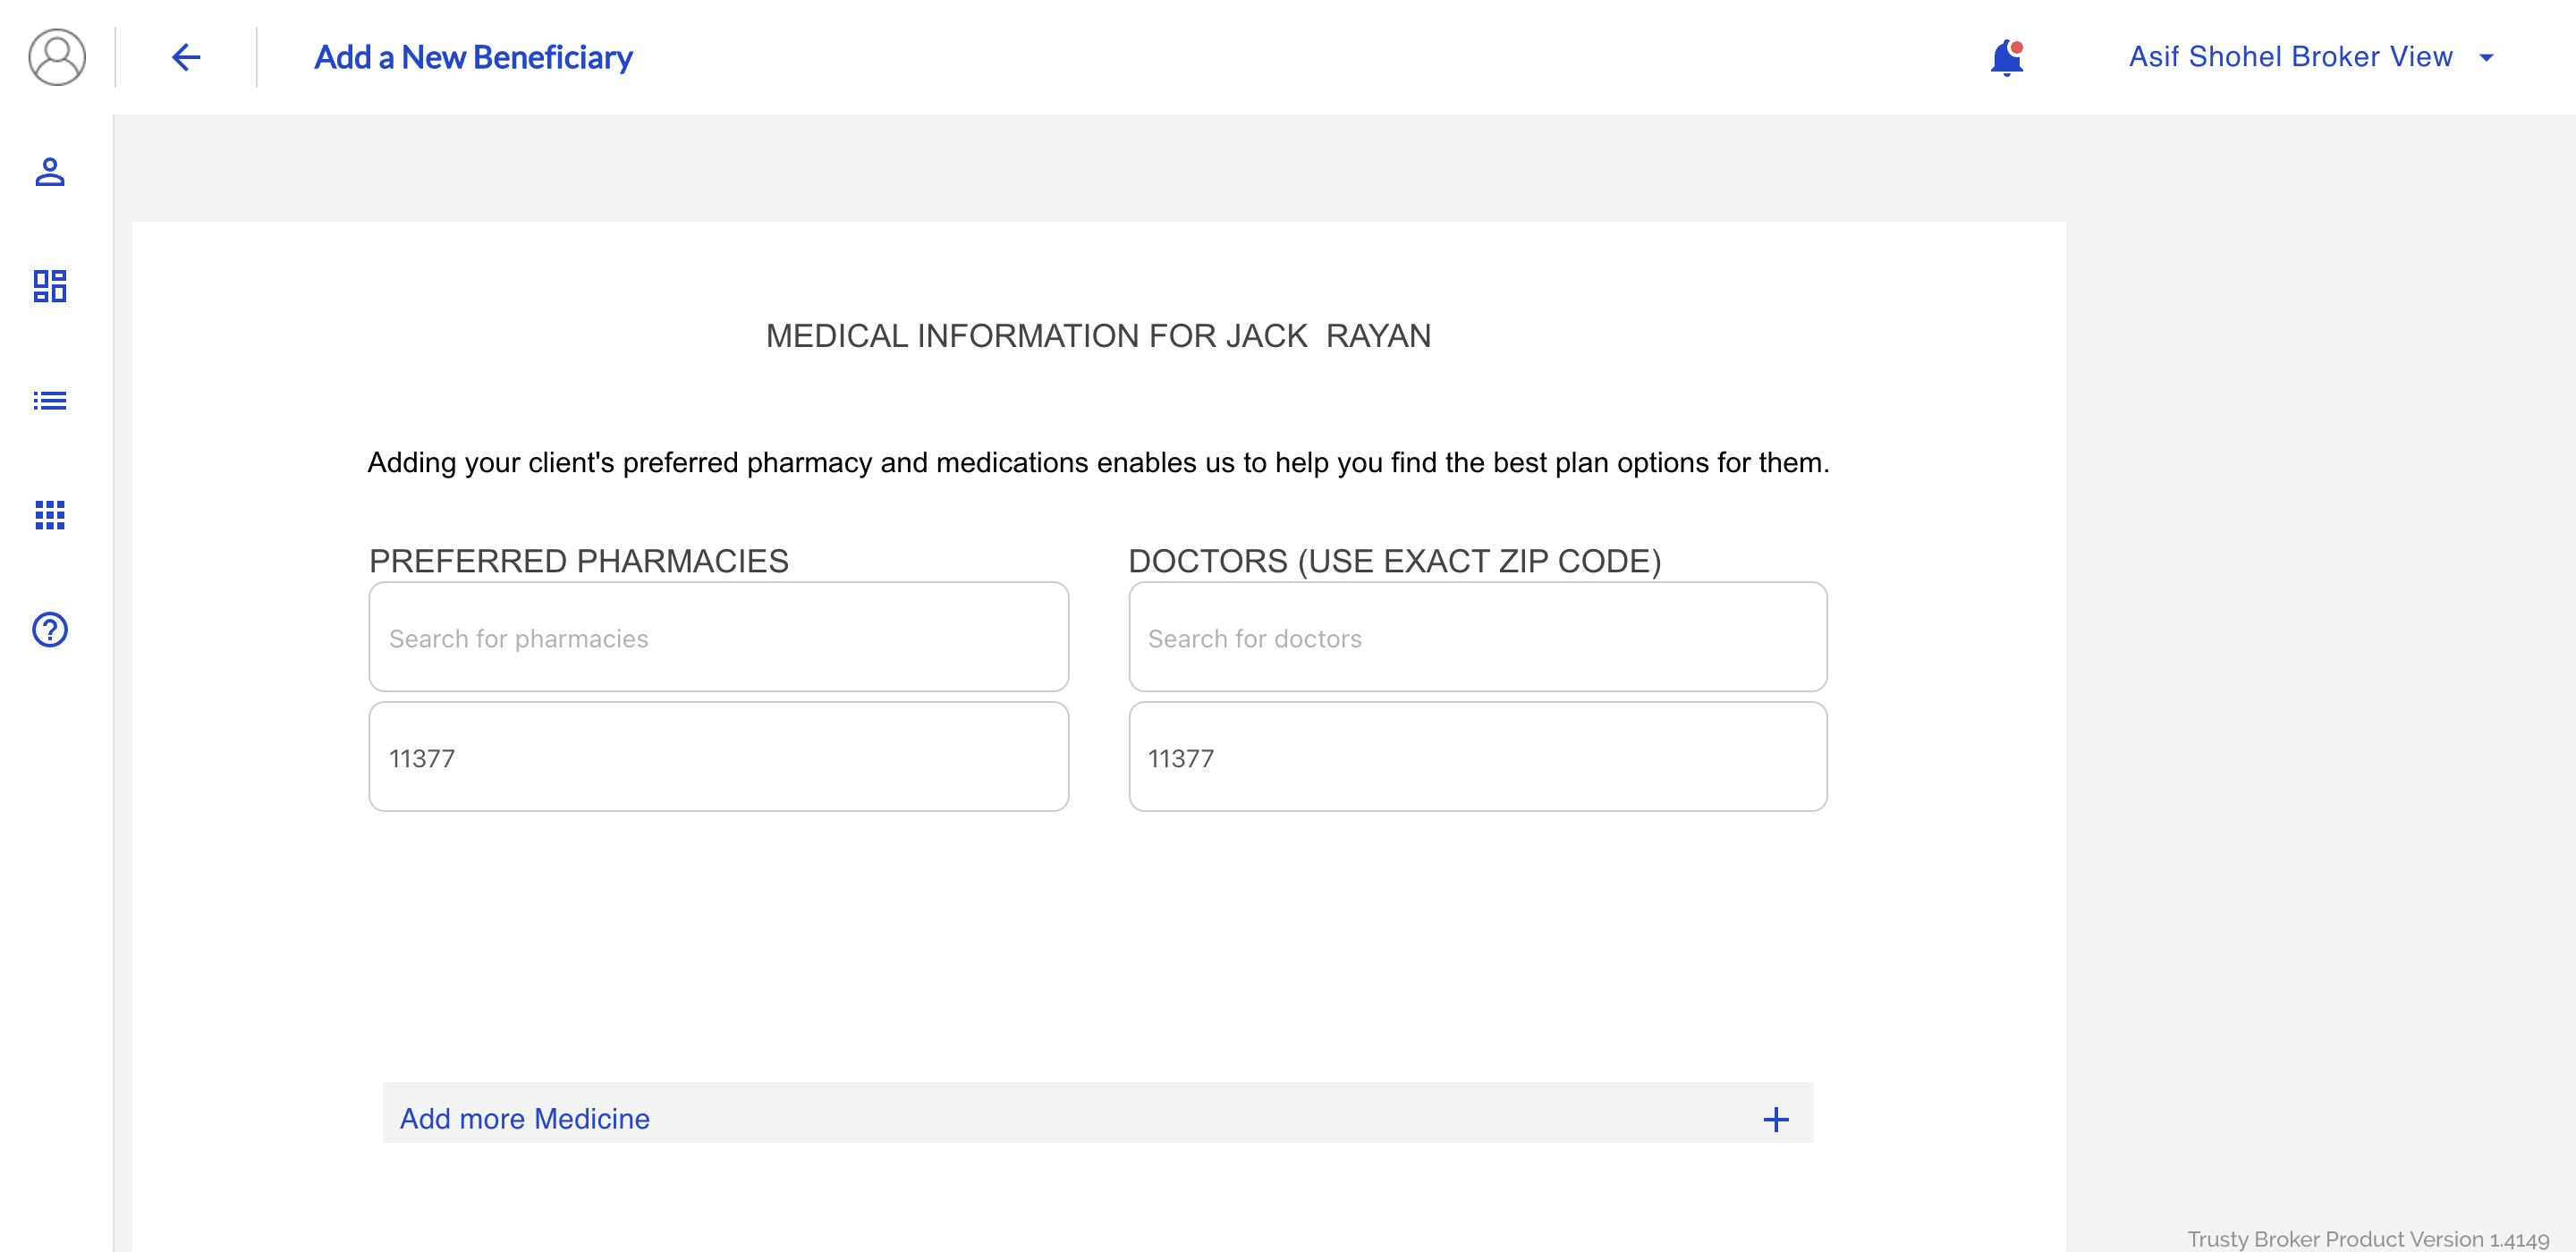 Add a New Beneficiary
Asif Shohel Broker View
MEDICAL INFORMATION FOR JACK  RAYAN
Adding your client's preferred pharmacy and medications enables us to help you find the best plan options for them.
PREFERRED PHARMACIES
Search for pharmacies
11377
DOCTORS (USE EXACT ZIP CODE)
Search for doctors
11377
Add more Medicine
Trusty Broker Product Version 1.4149